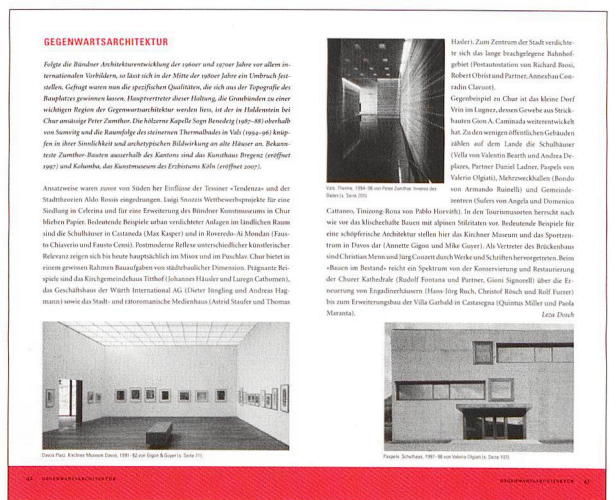 GEGENWARTSARCHITEKTUR
Folgte die Bündner Architekturentwicklung der 1960er und 1970er Jahre vor allem in-
ternationalen Vorbildern, so lässt sich in der Mitte der 1980er Jahre ein Umbruch fest-
stellen. Gefragt waren nun die spezifischen Qualitäten, die sich aus der Topografie des
Bauplatzes gewinnen lassen. Hauptvertreter dieser Haltung, die Graubünden zu einer
wichtigen Region der Gegenwartsarchitektur werden liess, ist der in Haldenstein bei
Chur ansässige Peter Zumthor. Die hölzerne Kapelle Sogn Benedetg (1987–88) oberhalb
von Sumvitg und die Raumfolge des steinernen Thermalbades in Vals (1994–96) knüp-
fen in ihrer Sinnlichkeit und archetypischen Bildwirkung an alte Häuser an. Bekann-
teste Zumthor-Bauten ausserhalb des Kantons sind das Kunsthaus Bregenz (eröffnet
1997) und Kolumba, das Kunstmuseum des Erzbistums Köln (eröffnet 2007).
Ansatzweise waren zuvor von Süden her Einflüsse der Tessiner «Tendenza» und der
Stadttheorien Aldo Rossis eingedrungen. Luigi Snozzis Wettbewerbsprojekte für eine
Siedlung in Celerina und für eine Erweiterung des Bündner Kunstmuseums in Chur
blieben Papier. Bedeutende Beispiele urban verdichteter Anlagen im ländlichen Raum
sind die Schulhäuser in Castaneda (Max Kasper) und in Roveredo-Ai Mondan (Faus-
to Chiaverio und Fausto Censi). Postmoderne Reflexe unterschiedlicher künstlerischer
Relevanz zeigen sich bis heute hauptsächlich im Misox und im Puschlav. Chur bietet in
einem gewissen Rahmen Bauaufgaben von städtebaulicher Dimension. Prägnante Bei-
spiele sind das Kirchgemeindehaus Titthof (Johannes Häusler und Luregn Cathomen),
das Geschäftshaus der Würth International AG (Dieter Jüngling und Andreas Hag-
mann) sowie das Stadt- und rätoromanische Medienhaus (Astrid Staufer und Thomas
Davos Platz. Kirchner Museum Davos, 1991–92 von Gigon & Guyer (s. Seite 71).
42 GEGENWARTSARCHITEKTUR
Vals. Therme, 1994–96 von Peter Zumthor. Inneres des
Bades (s. Seite 201).
Hasler). Zum Zentrum der Stadt verdichte-
te sich das lange brachgelegene Bahnhof-
gebiet (Postautostation von Richard Brosi,
Robert Obrist und Partner, Annexbau Con-
radin Clavuot).
Gegenbeispiel zu Chur ist das kleine Dorf
Vrin im Lugnez, dessen Gewebe aus Strick-
bauten Gion A. Caminada weiterentwickelt
hat. Zu den wenigen öffentlichen Gebäuden
zählen auf dem Lande die Schulhäuser
(Vella von Valentin Bearth und Andrea De-
plazes, Partner Daniel Ladner, Paspels von
Valerio Olgiati), Mehrzweckhallen (Bondo
von Armando Ruinelli) und Gemeinde-
zentren (Sufers von Angela und Domenico
Cattaneo, Tinizong-Rona von Pablo Horváth). In den Tourismusorten herrscht nach
wie vor das klischeehafte Bauen mit alpinen Stilzitaten vor. Bedeutende Beispiele für
eine schöpferische Architektur stellen hier das Kirchner Museum und das Sportzen-
trum in Davos dar (Annette Gigon und Mike Guyer). Als Vertreter des Brückenbaus
sind Christian Menn und Jürg Conzett durch Werke und Schriften hervorgetreten. Beim
«Bauen im Bestand» reicht ein Spektrum von der Konservierung und Restaurierung
der Churer Kathedrale (Rudolf Fontana und Partner, Gioni Signorell) über die Er-
neuerung von Engadinerhäusern (Hans-Jörg Ruch, Christof Rösch und Rolf Furrer)
bis zum Erweiterungsbau der Villa Garbald in Castasegna (Quintus Miller und Paola
Maranta). Leza Dosch
Paspels. Schulhaus, 1997–98 von Valerio Olgiati (s. Seite 107).
GEGENWARTSARCHITEKTUR 43